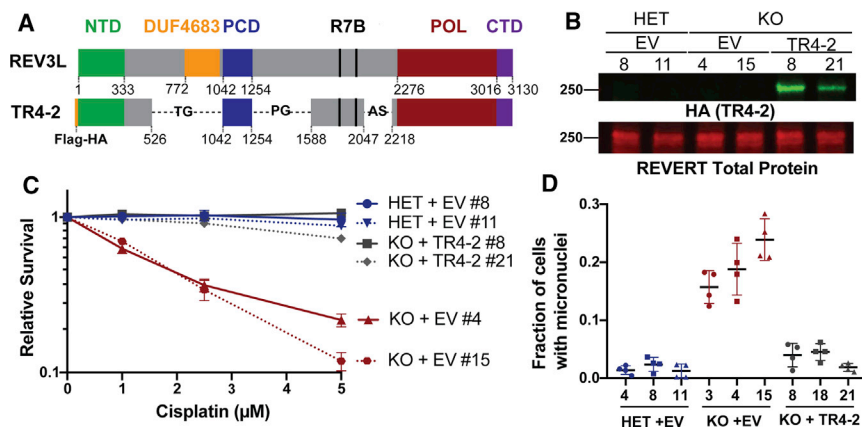 A
NTD DUF4683 PCD R7B POL CTD
REV3L
1 333 772 1042 1254 2276 3016 3130
TR4-2
TG PG AS
Flag-HA 526 1042 1254 1588 2047 2218
B
HET KO
EV EV TR4-2
8 11 4 15 8 21
250
HA (TR4-2)
250
REVERT Total Protein
C
Relative Survival
1
0.1
0 1 2 3 4 5
Cisplatin (μM)
HET + EV #8
HET + EV #11
KO + TR4-2 #8
KO + TR4-2 #21
KO + EV #4
KO + EV #15
D
Fraction of cells
with micronuclei
0.3
0.2
0.1
0.0
4 8 11 3 4 15 8 18 21
HET +EV KO +EV KO + TR4-2